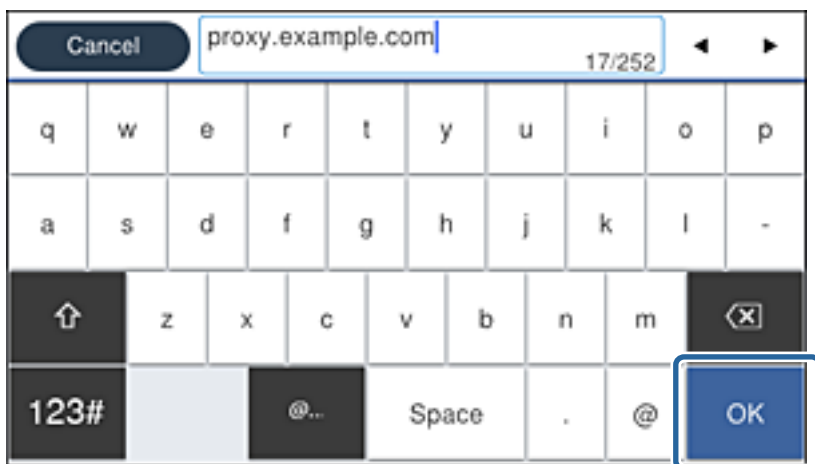 Cancel proxy.example.com
17/252 ◄ ►
q w e r t y u i o p
a s d f g h j k l -
z x c v b n m
123# @... Space . @ OK